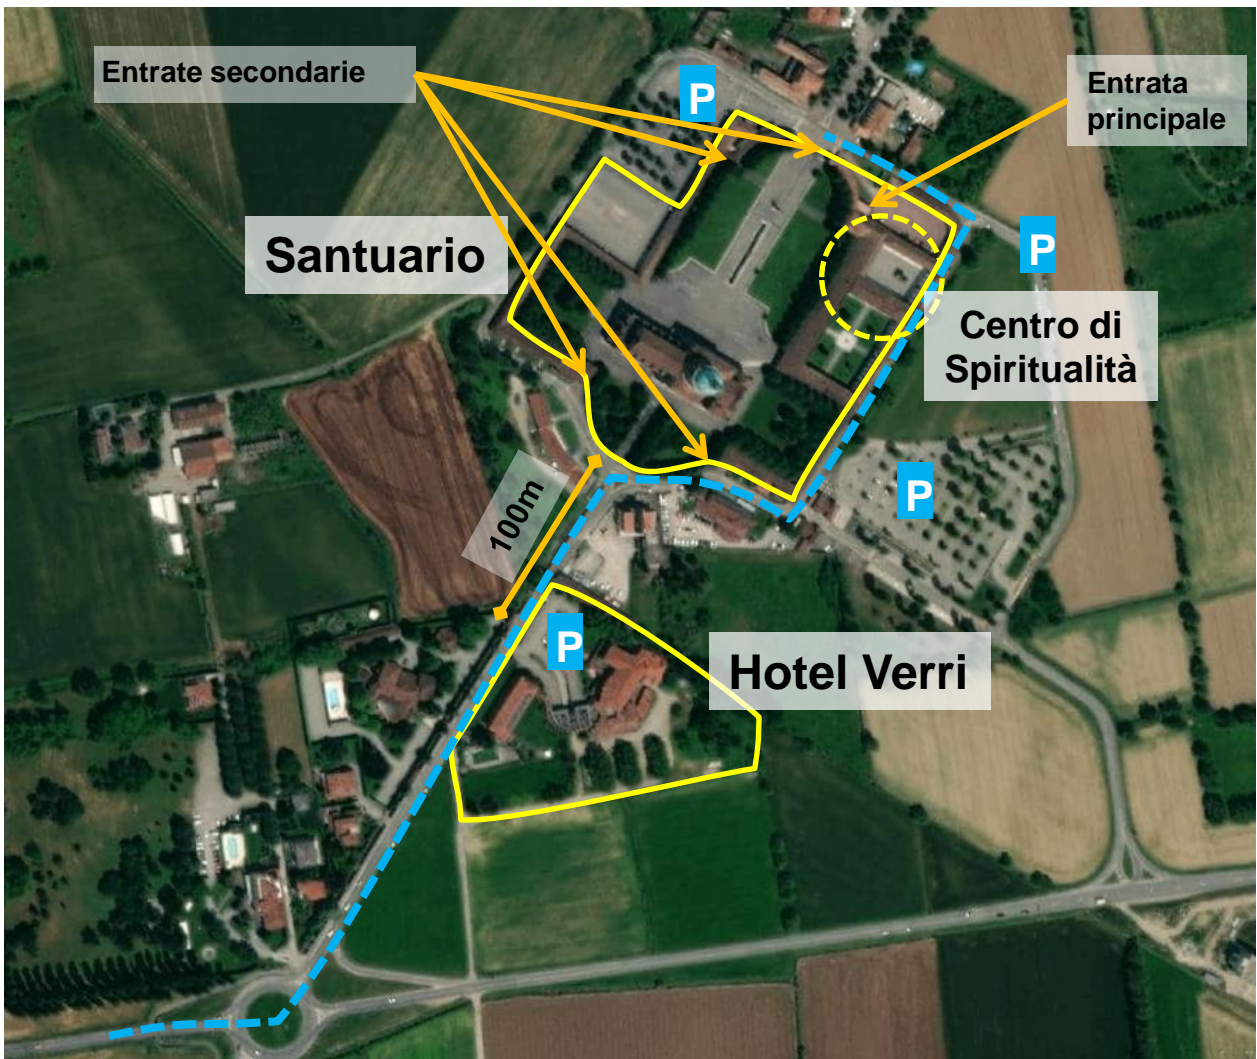 Entrate secondarie
P
Entrata
principale
Santuario
P
Centro di
Spiritualità
P
100m
P
Hotel Verri